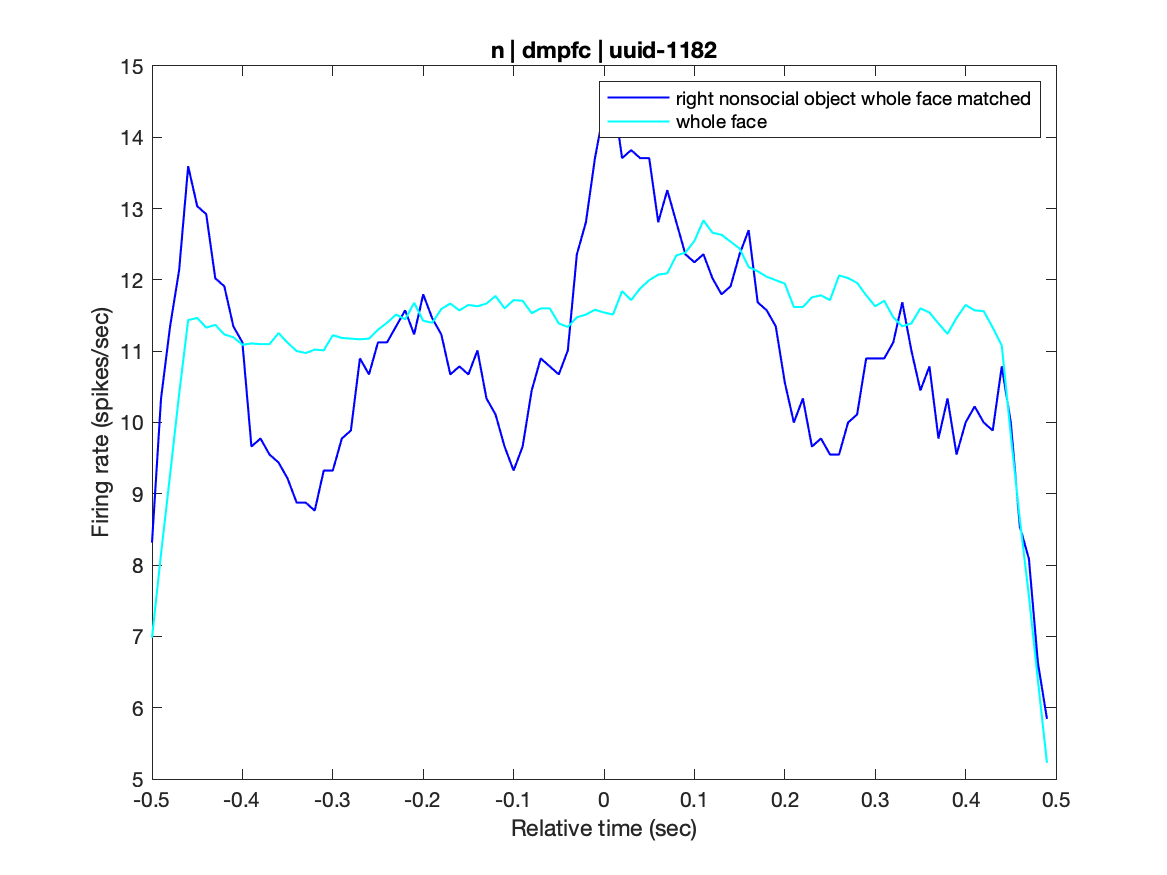 n | dmpfc | uuid-1182
right nonsocial object whole face matched
whole face
Firing rate (spikes/sec)
15
14
13
12
11
10
9
8
7
6
5
-0.5 -0.4 -0.3 -0.2 -0.1 0 0.1 0.2 0.3 0.4 0.5
Relative time (sec)